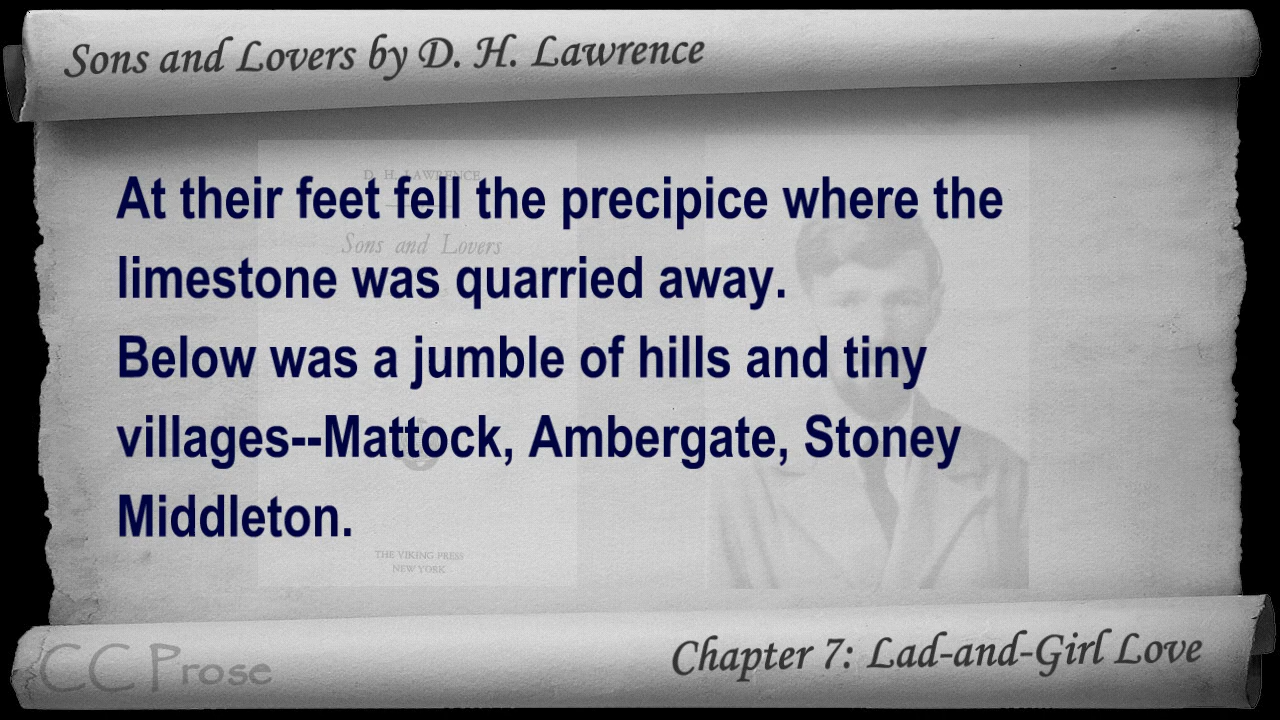 Sons and Lovers by D. H. Lawrence
D. H. LAWRENCE
Sons and Lovers
At their feet fell the precipice where the
limestone was quarried away.
Below was a jumble of hills and tiny
villages--Mattock, Ambergate, Stoney
Middleton.
THE VIKING PRESS
NEW YORK
Chapter 7: Lad-and-Girl Love
CC Prose